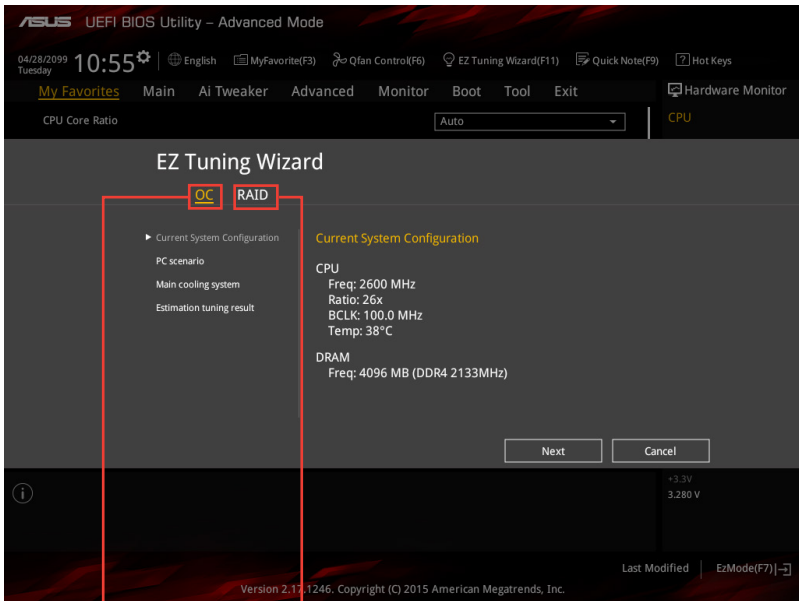 ASUS UEFI BIOS Utility – Advanced Mode
04/28/2099 Tuesday 10:55 English MyFavorite(F3) Qfan Control(F6) EZ Tuning Wizard(F11) Quick Note(F9) ? Hot Keys
My Favorites Main Ai Tweaker Advanced Monitor Boot Tool Exit Hardware Monitor
CPU Core Ratio Auto CPU
EZ Tuning Wizard
OC RAID
Current System Configuration
PC scenario
Main cooling system
Estimation tuning result
Current System Configuration
CPU
Freq: 2600 MHz
Ratio: 26x
BCLK: 100.0 MHz
Temp: 38°C
DRAM
Freq: 4096 MB (DDR4 2133MHz)
Next Cancel
+3.3V
3.280 V
Last Modified EzMode(F7)
Version 2.17.1246. Copyright (C) 2015 American Megatrends, Inc.